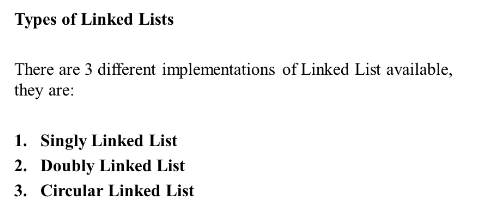 Types of Linked Lists
There are 3 different implementations of Linked List available,
they are:
1. Singly Linked List
2. Doubly Linked List
3. Circular Linked List